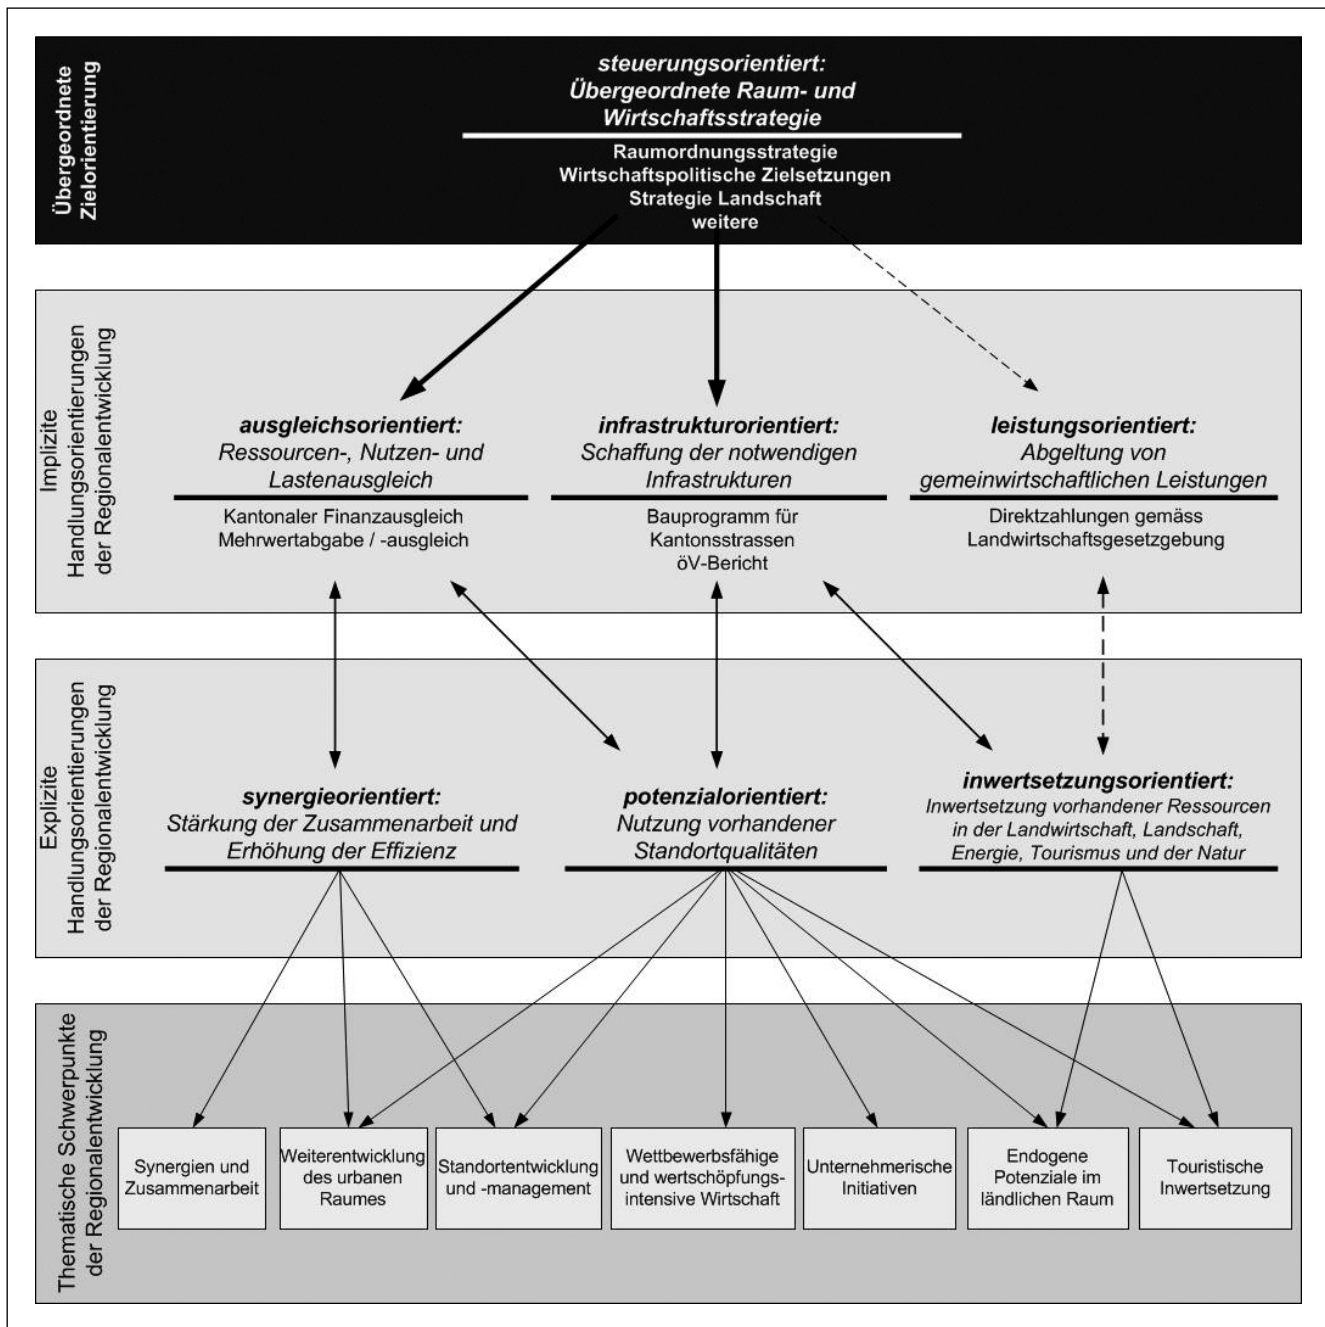 Übergeordnete
Zielorientierung
steuerungsorientiert:
Übergeordnete Raum- und
Wirtschaftsstrategie
Raumordnungsstrategie
Wirtschaftspolitische Zielsetzungen
Strategie Landschaft
weitere
Implizite
Handlungsorientierungen
der Regionalentwicklung
ausgleichsorientiert:
Ressourcen-, Nutzen- und
Lastenausgleich
Kantonaler Finanzausgleich
Mehrwertabgabe / -ausgleich
infrastrukturorientiert:
Schaffung der notwendigen
Infrastrukturen
Bauprogramm für
Kantonsstrassen
öV-Bericht
leistungsorientiert:
Abgeltung von
gemeinwirtschaftlichen Leistungen
Direktzahlungen gemäss
Landwirtschaftsgesetzgebung
Explizite
Handlungsorientierungen
der Regionalentwicklung
synergieorientiert:
Stärkung der Zusammenarbeit und
Erhöhung der Effizienz
potenzialorientiert:
Nutzung vorhandener
Standortqualitäten
inwertsetzungsorientiert:
Inwertsetzung vorhandener Ressourcen
in der Landwirtschaft, Landschaft,
Energie, Tourismus und der Natur
Thematische Schwerpunkte
der Regionalentwicklung
Synergien und
Zusammenarbeit
Weiterentwicklung
des urbanen
Raumes
Standortentwicklung
und -management
Wettbewerbsfähige
und wertschöpfungs-
intensive Wirtschaft
Unternehmerische
Initiativen
Endogene
Potenziale im
ländlichen Raum
Touristische
Inwertsetzung